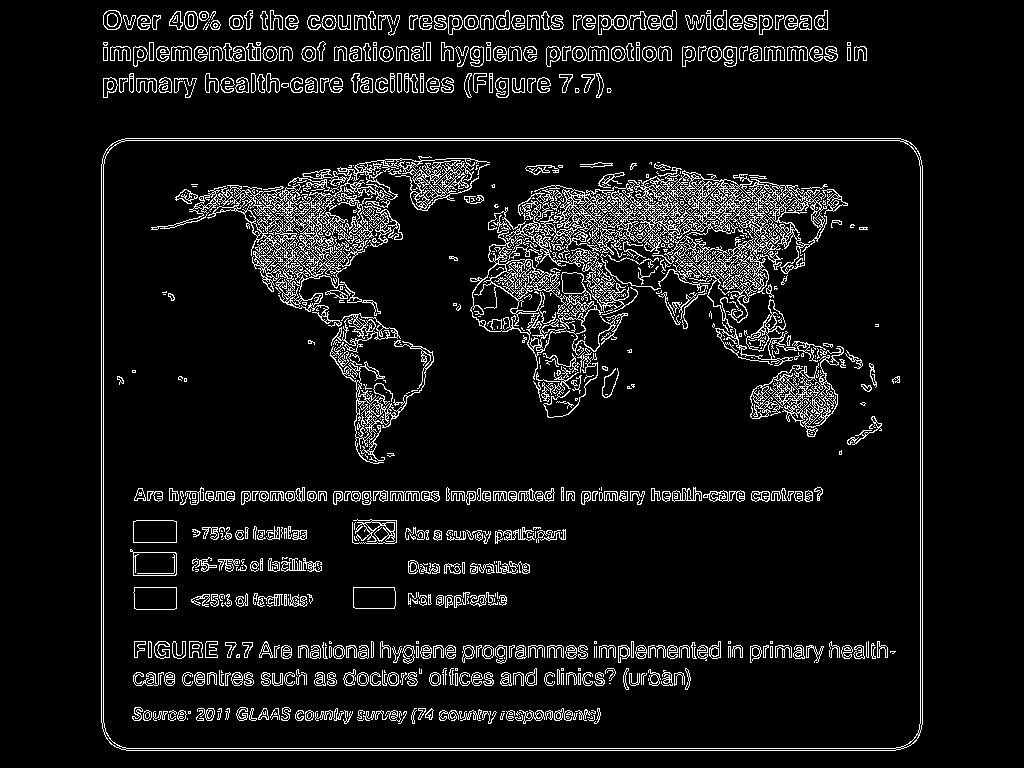 Over 40% of the country respondents reported widespread
implementation of national hygiene promotion programmes in
primary health-care facilities (Figure 7.7).
Are hygiene promotion programmes implemented in primary health-care centres?
>75% of facilities
Not a survey participant
25–75% of facilities
Data not available
<25% of facilities
Not applicable
FIGURE 7.7 Are national hygiene programmes implemented in primary health-
care centres such as doctors' offices and clinics? (urban)
Source: 2011 GLAAS country survey (74 country respondents)